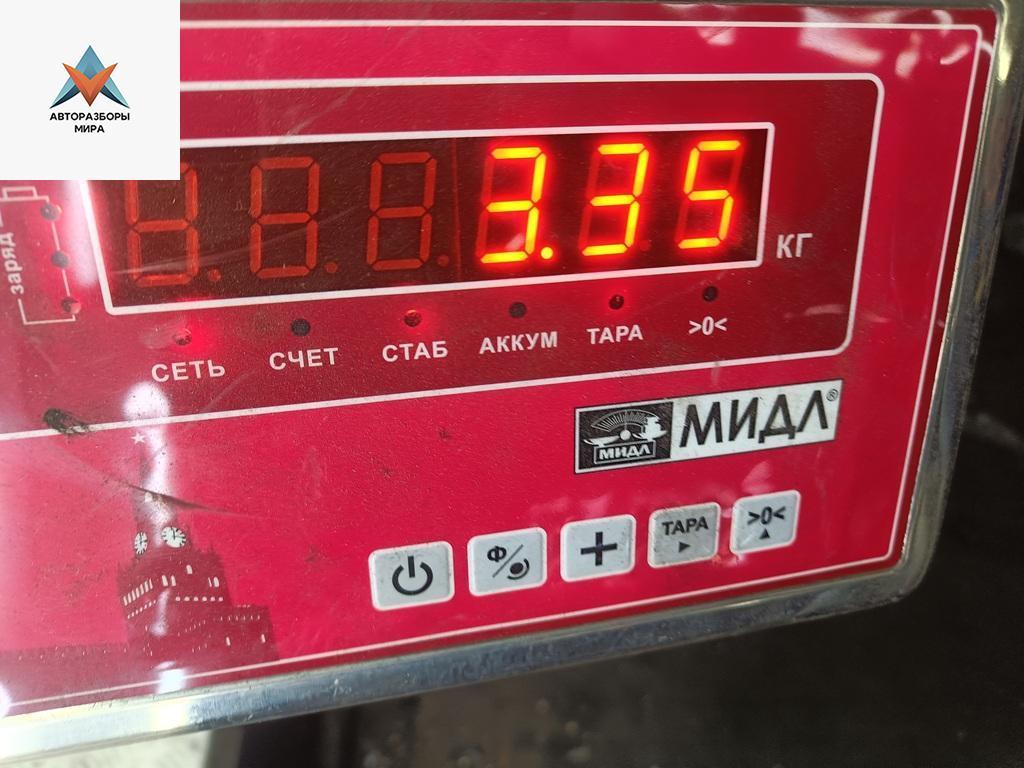 АВТОРАЗБОРЫ
МИРА
заряд
3.35
КГ
СЕТЬ СЧЕТ СТАБ АККУМ ТАРА >0<
МИДЛ МИДЛ®
Ф
ТАРА
>0<